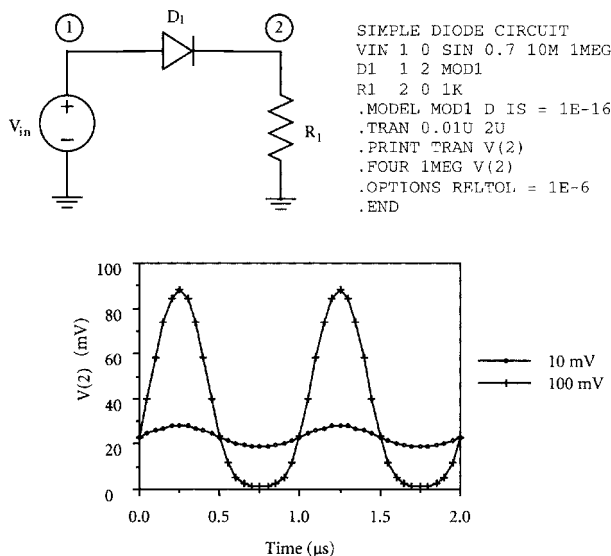 1
D1
2
Vin
+
−
R1
SIMPLE DIODE CIRCUIT
VIN 1 0 SIN 0.7 10M 1MEG
D1 1 2 MOD1
R1 2 0 1K
.MODEL MOD1 D IS = 1E-16
.TRAN 0.01U 2U
.PRINT TRAN V(2)
.FOUR 1MEG V(2)
.OPTIONS RELTOL = 1E-6
.END
V(2) (mV)
100
80
60
40
20
0
0.0 0.5 1.0 1.5 2.0
Time (µs)
10 mV
100 mV